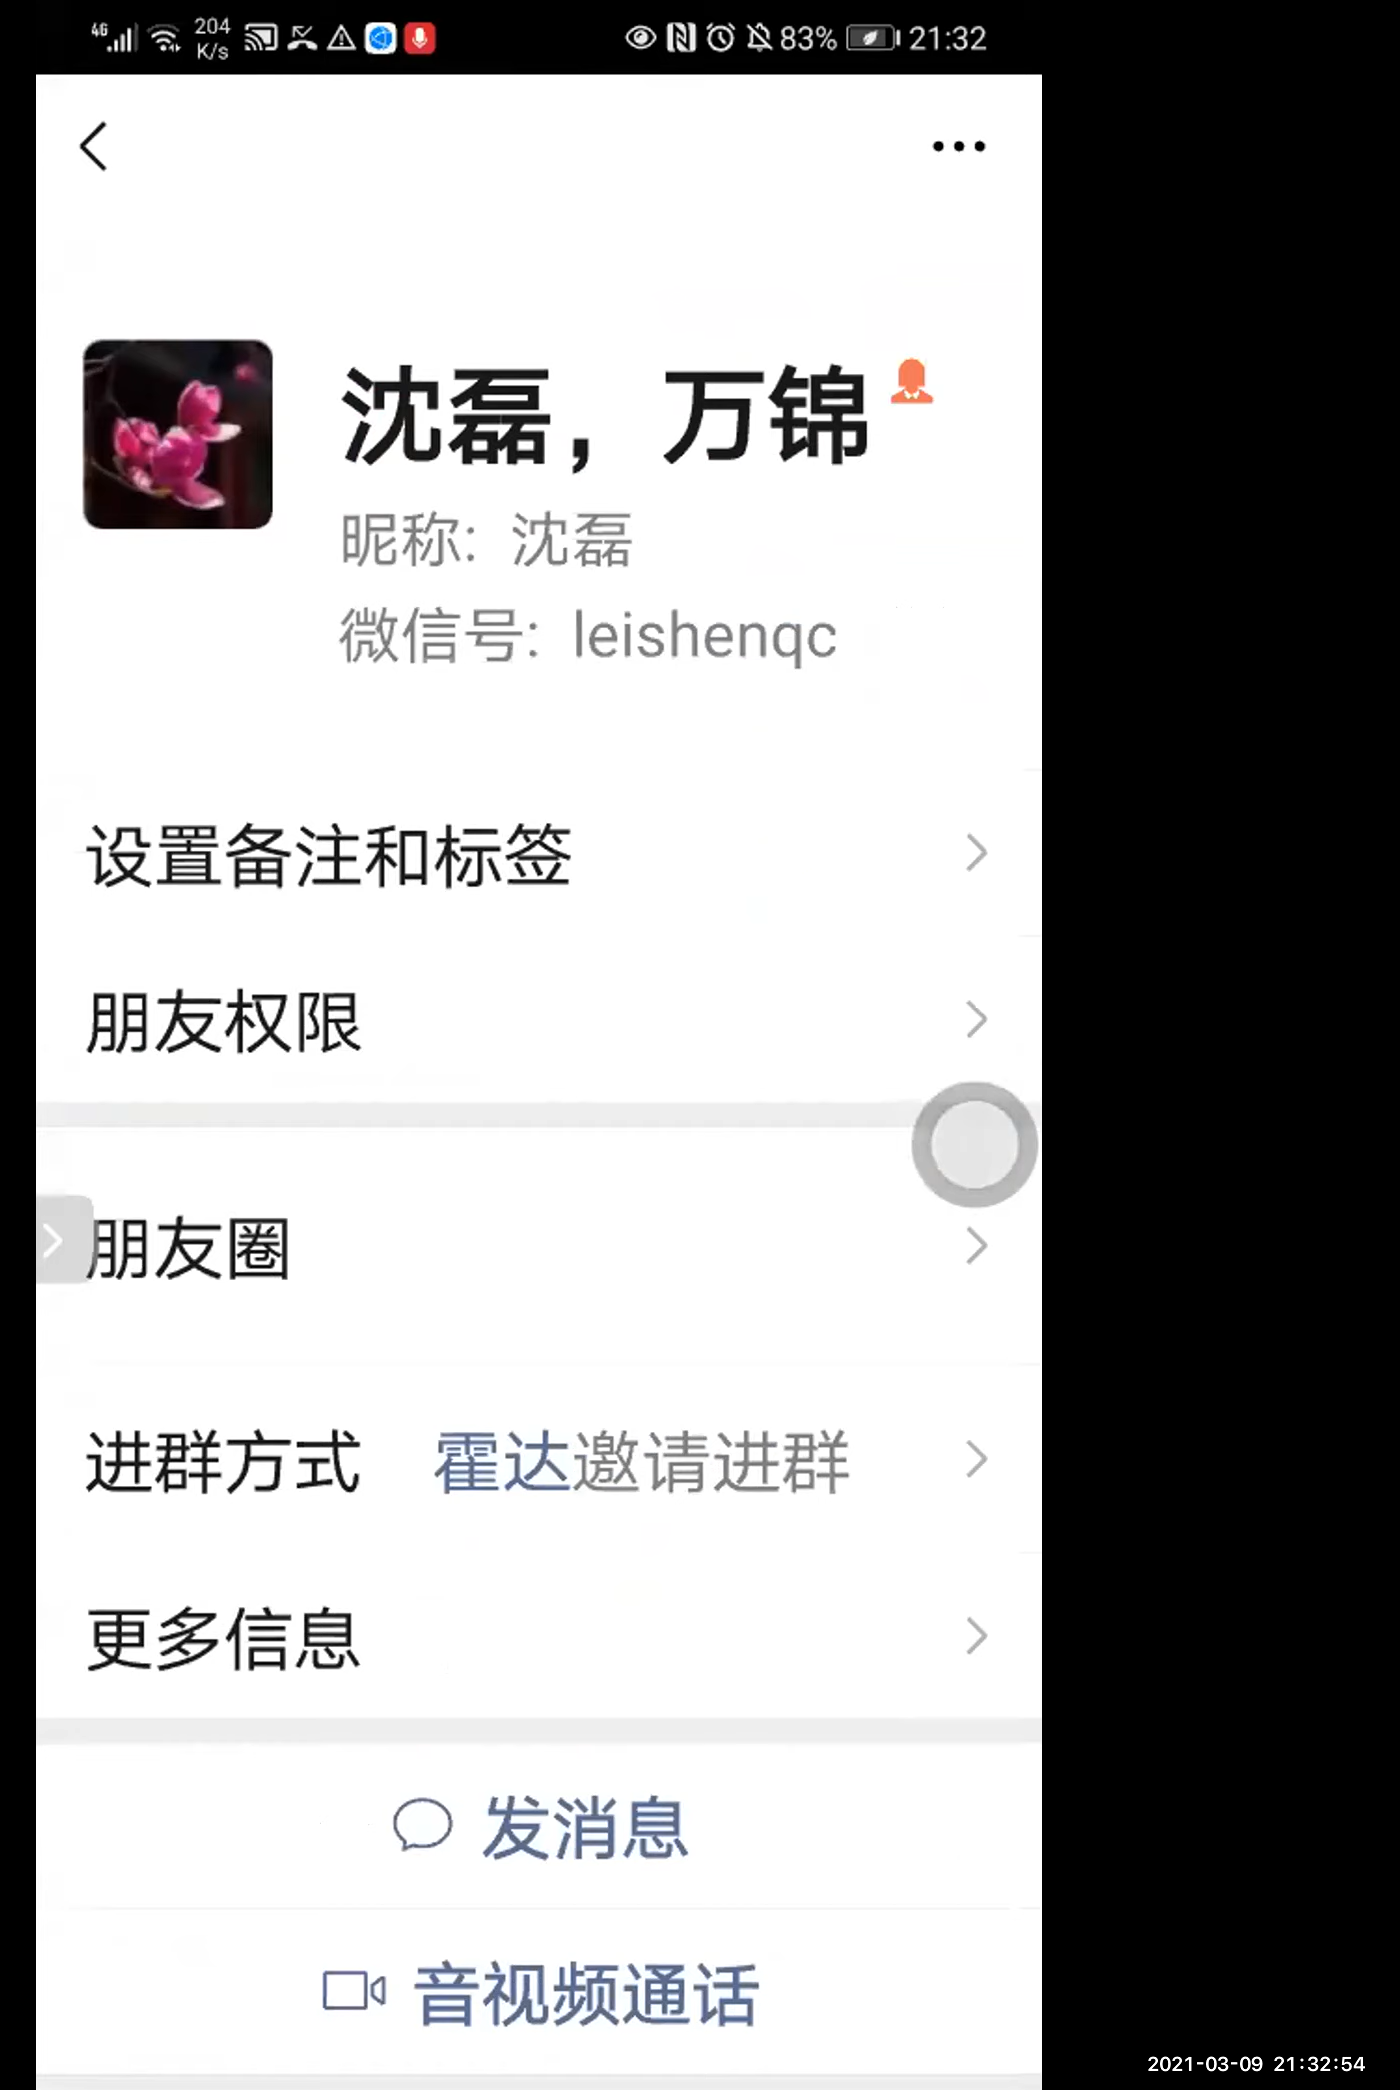 4G 204 K/s 83% 21:32
沈磊，万锦
昵称: 沈磊
微信号: leishenqc
设置备注和标签
朋友权限
朋友圈
进群方式 霍达邀请进群
更多信息
发消息
音视频通话
2021-03-09 21:32:54